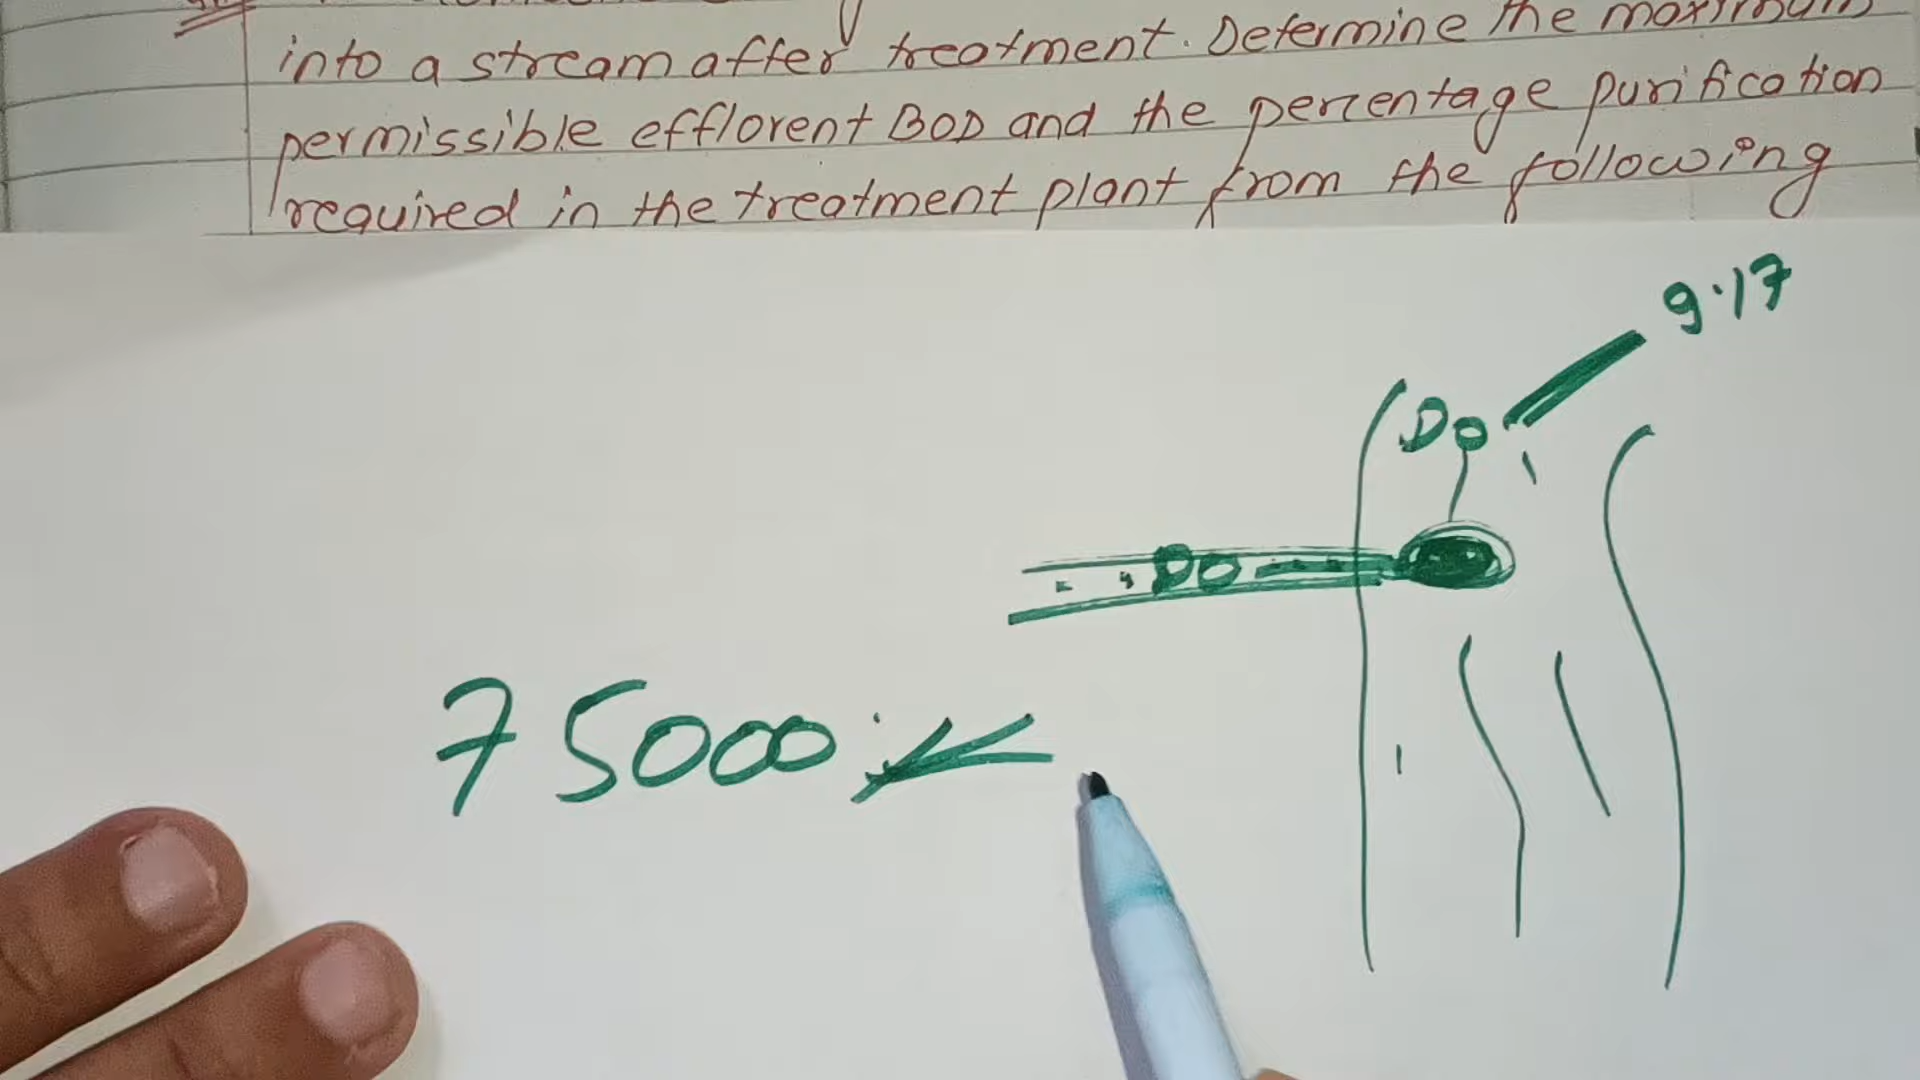 into a stream after treatment. Determine the maximum
permissible efflorent BOD and the percentage purification
required in the treatment plant from the following
9.17
DO
DO
75000